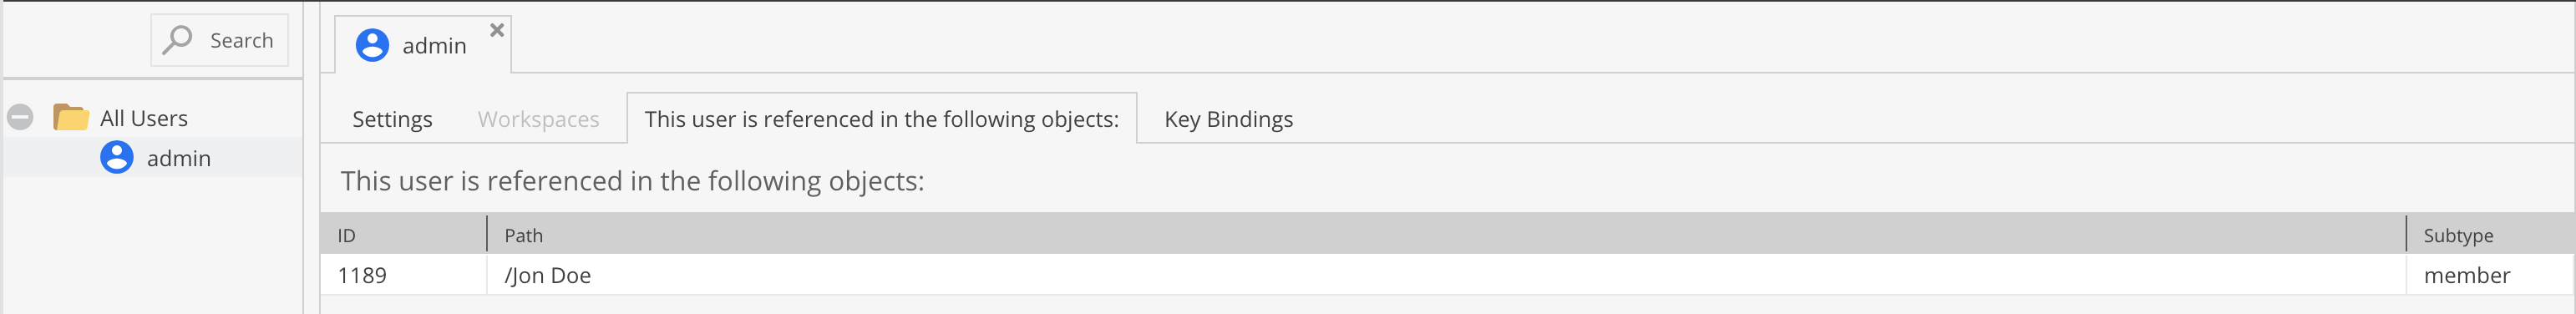 Search
All Users
admin
admin
Settings Workspaces This user is referenced in the following objects: Key Bindings
This user is referenced in the following objects:
ID Path Subtype
1189 /Jon Doe member